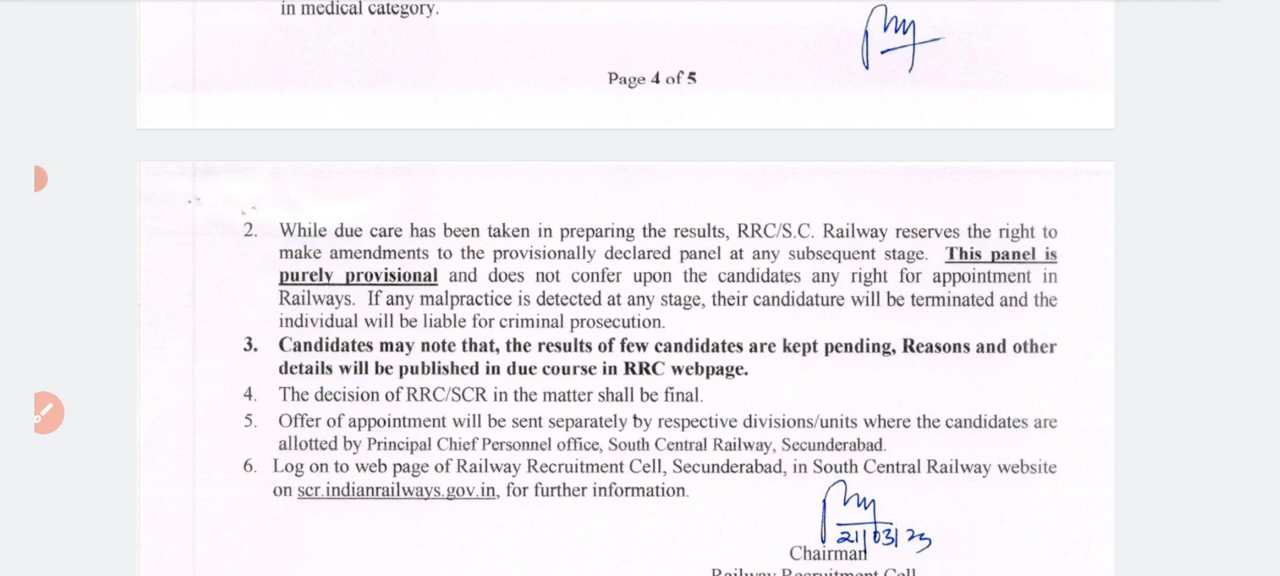 in medical category.
Page 4 of 5
2. While due care has been taken in preparing the results, RRC/S.C. Railway reserves the right to
make amendments to the provisionally declared panel at any subsequent stage. This panel is
purely provisional and does not confer upon the candidates any right for appointment in
Railways. If any malpractice is detected at any stage, their candidature will be terminated and the
individual will be liable for criminal prosecution.
3. Candidates may note that, the results of few candidates are kept pending, Reasons and other
details will be published in due course in RRC webpage.
4. The decision of RRC/SCR in the matter shall be final.
5. Offer of appointment will be sent separately by respective divisions/units where the candidates are
allotted by Principal Chief Personnel office, South Central Railway, Secunderabad.
6. Log on to web page of Railway Recruitment Cell, Secunderabad, in South Central Railway website
on scr.indianrailways.gov.in, for further information.
21/03/23
Chairman
Railway Recruitment Cell